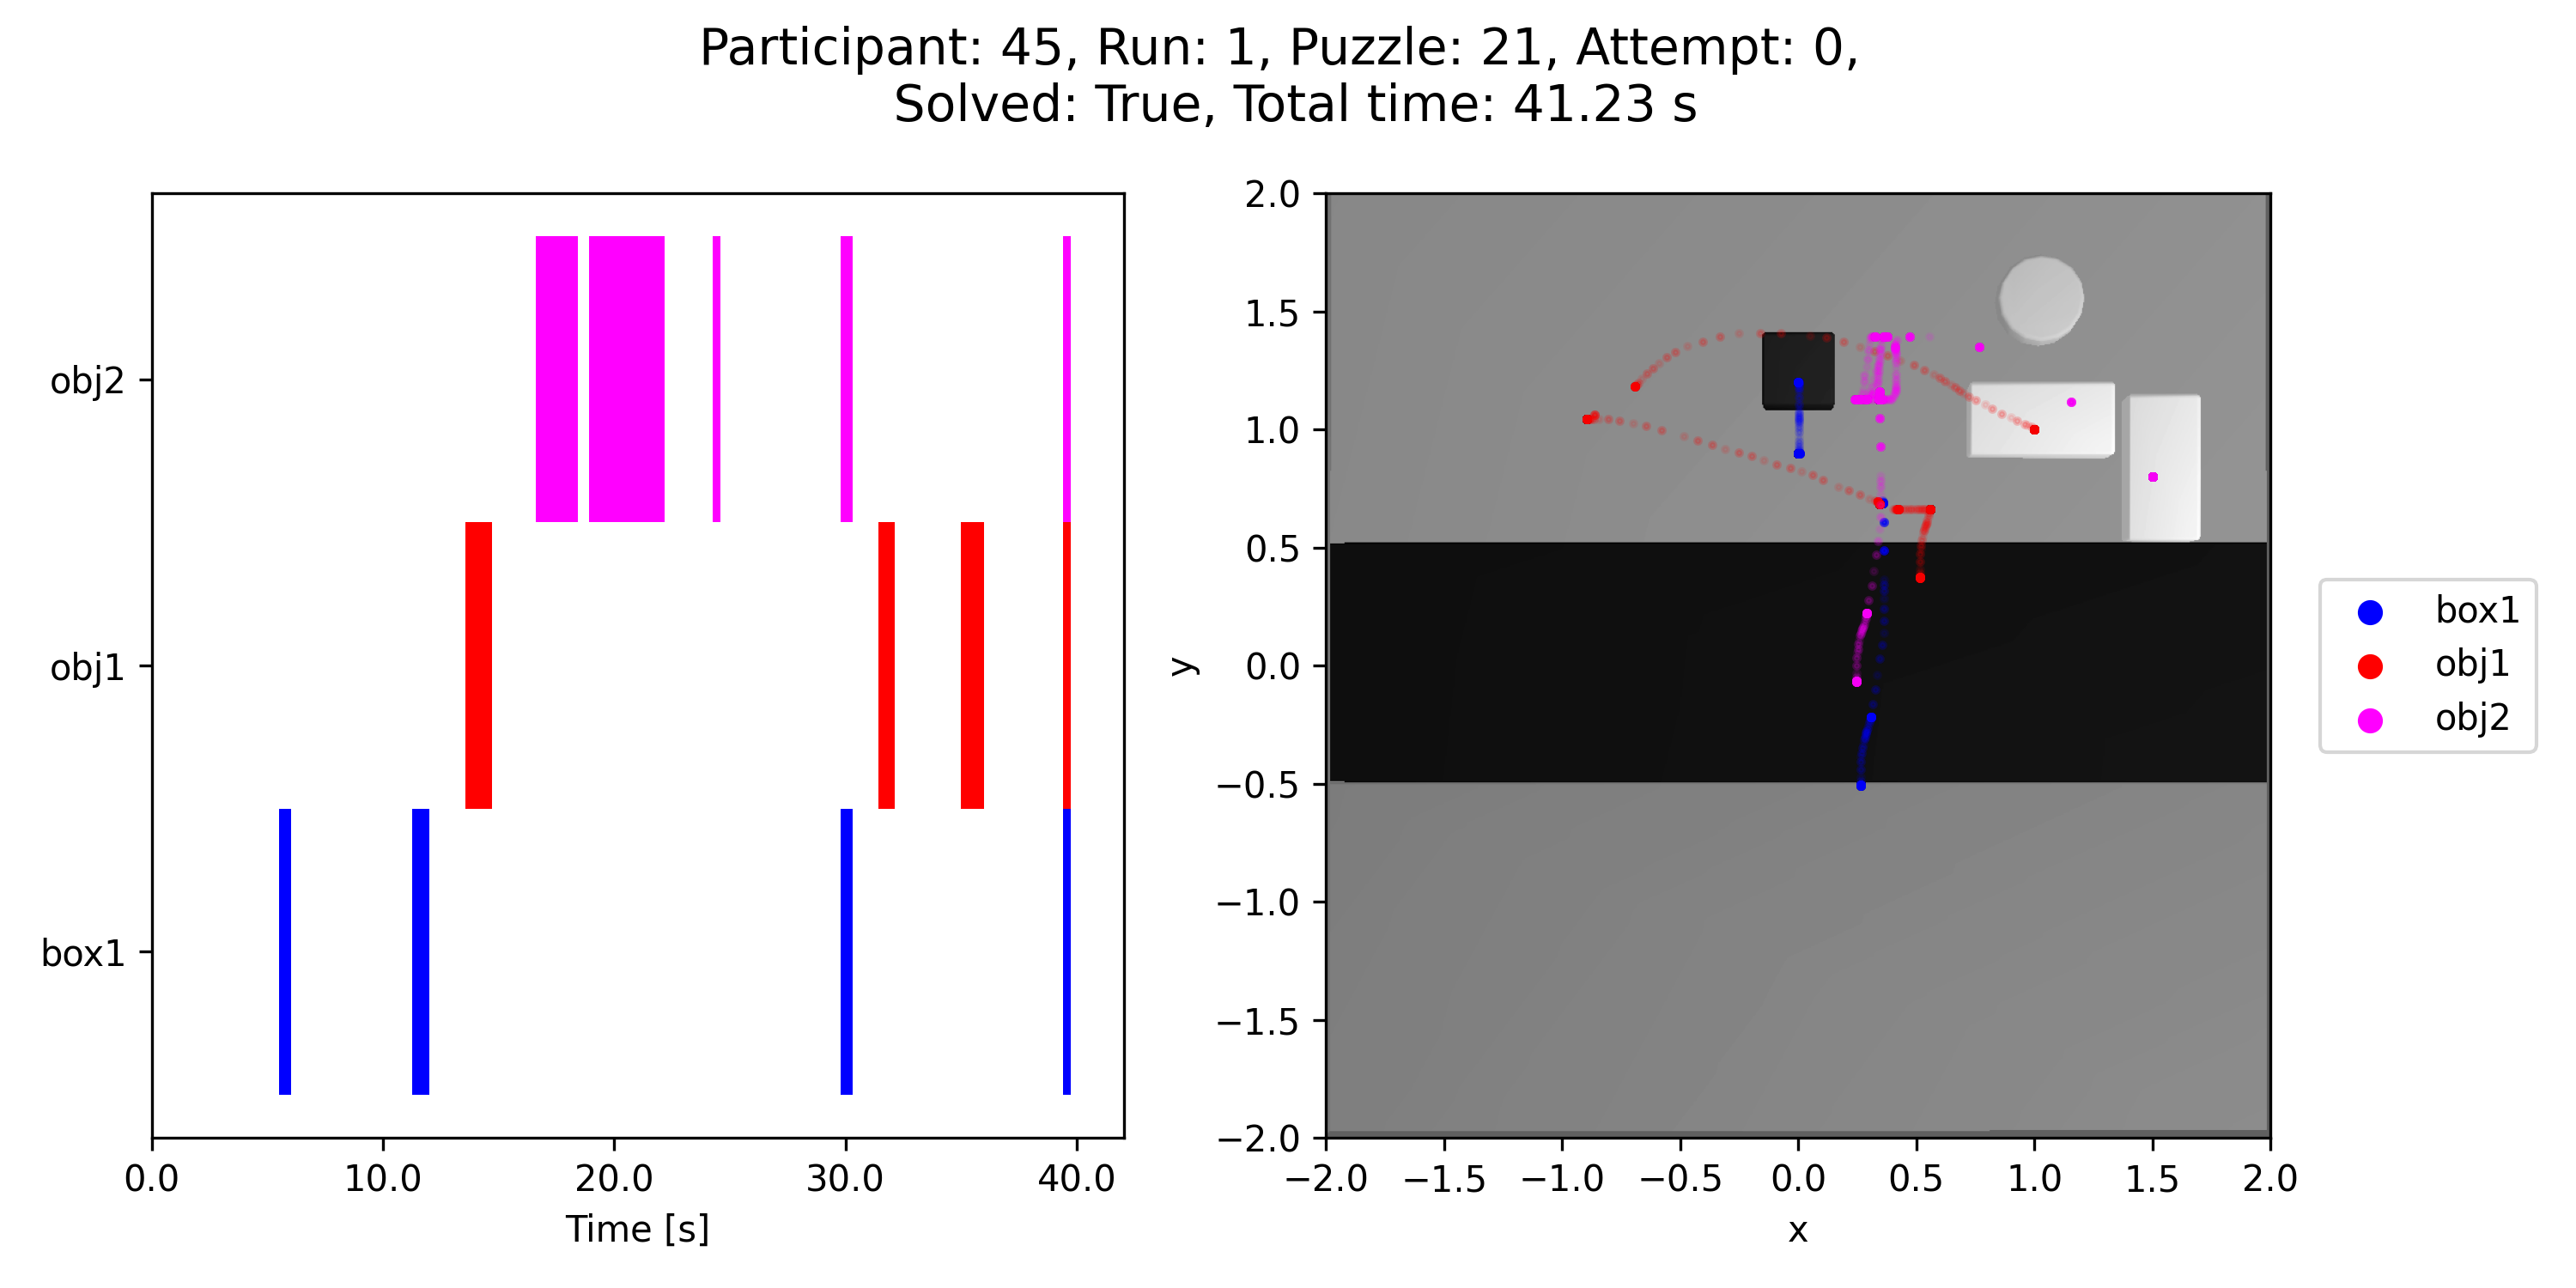 Participant: 45, Run: 1, Puzzle: 21, Attempt: 0,
Solved: True, Total time: 41.23 s
obj2
obj1
box1
0.0 10.0 20.0 30.0 40.0
Time [s]
2.0
1.5
1.0
0.5
0.0
−0.5
−1.0
−1.5
−2.0
y
−2.0 −1.5 −1.0 −0.5 0.0 0.5 1.0 1.5 2.0
x
box1
obj1
obj2